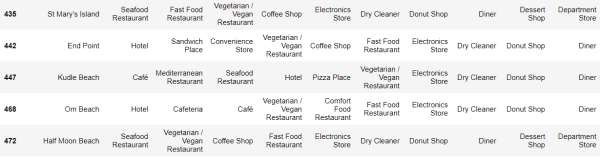 435 St Mary's Island Seafood Restaurant Fast Food Restaurant Vegetarian / Vegan Restaurant Coffee Shop Electronics Store Dry Cleaner Donut Shop Diner Dessert Shop Department Store
442 End Point Hotel Sandwich Place Convenience Store Vegetarian / Vegan Restaurant Coffee Shop Fast Food Restaurant Electronics Store Dry Cleaner Donut Shop Diner
447 Kudle Beach Café Mediterranean Restaurant Seafood Restaurant Hotel Pizza Place Vegetarian / Vegan Restaurant Electronics Store Dry Cleaner Donut Shop Diner
468 Om Beach Hotel Cafeteria Café Vegetarian / Vegan Restaurant Comfort Food Restaurant Fast Food Restaurant Electronics Store Dry Cleaner Donut Shop Diner
472 Half Moon Beach Seafood Restaurant Vegetarian / Vegan Restaurant Coffee Shop Fast Food Restaurant Electronics Store Dry Cleaner Donut Shop Diner Dessert Shop Department Store